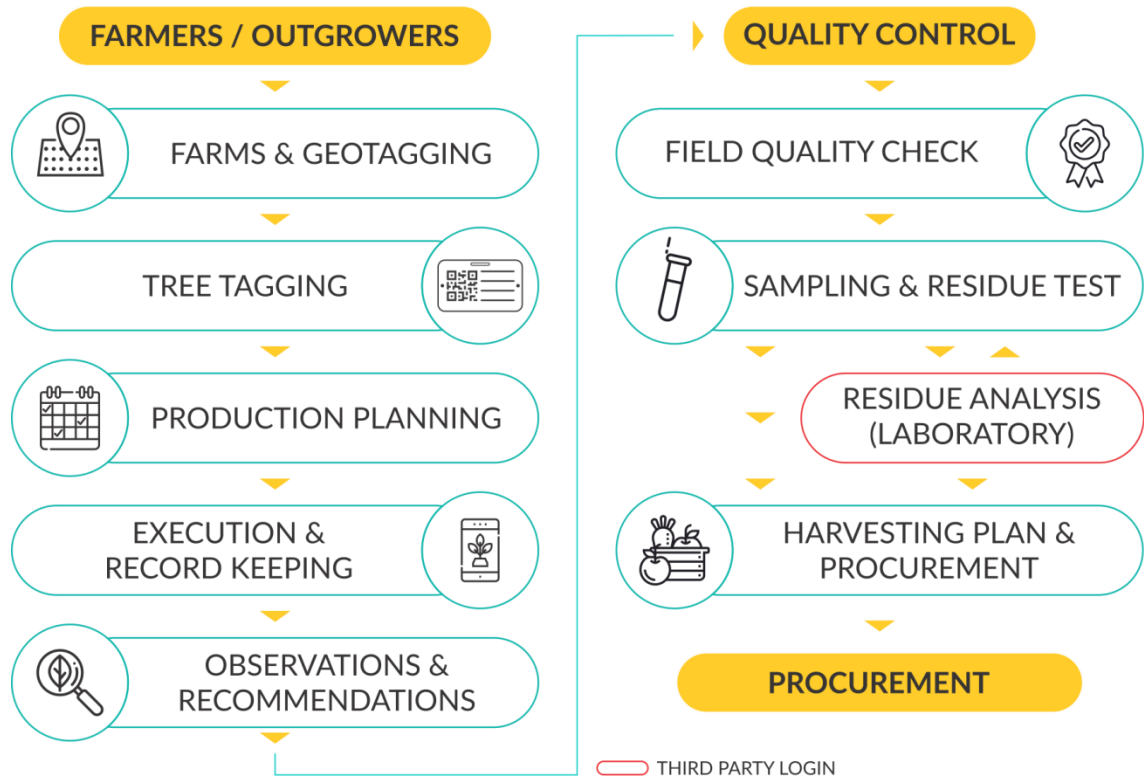 FARMERS / OUTGROWERS
FARMS & GEOTAGGING
TREE TAGGING
PRODUCTION PLANNING
EXECUTION &
RECORD KEEPING
OBSERVATIONS &
RECOMMENDATIONS
QUALITY CONTROL
FIELD QUALITY CHECK
SAMPLING & RESIDUE TEST
RESIDUE ANALYSIS
(LABORATORY)
HARVESTING PLAN &
PROCUREMENT
PROCUREMENT
THIRD PARTY LOGIN